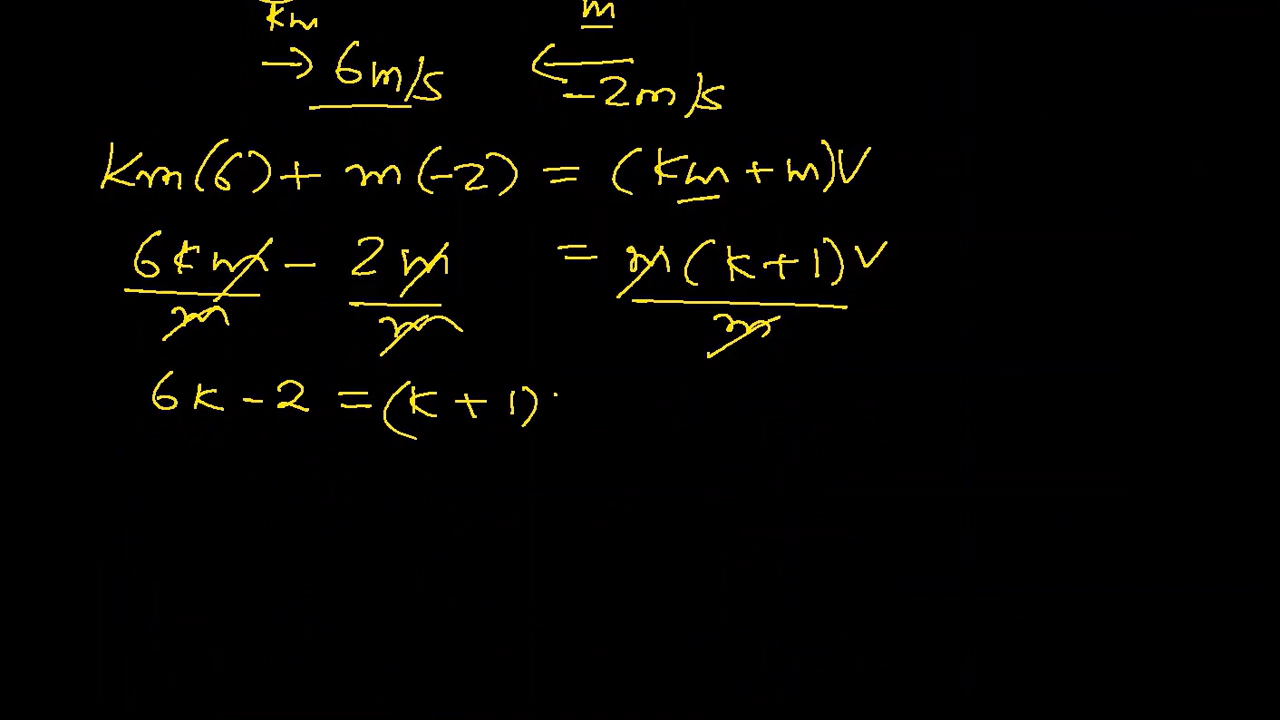 km m
→ 6m/s ← -2m/s
km(6) + m(-2) = (km + m)V
6km - 2m = m(k+1)V
m m m
6k - 2 = (k + 1)